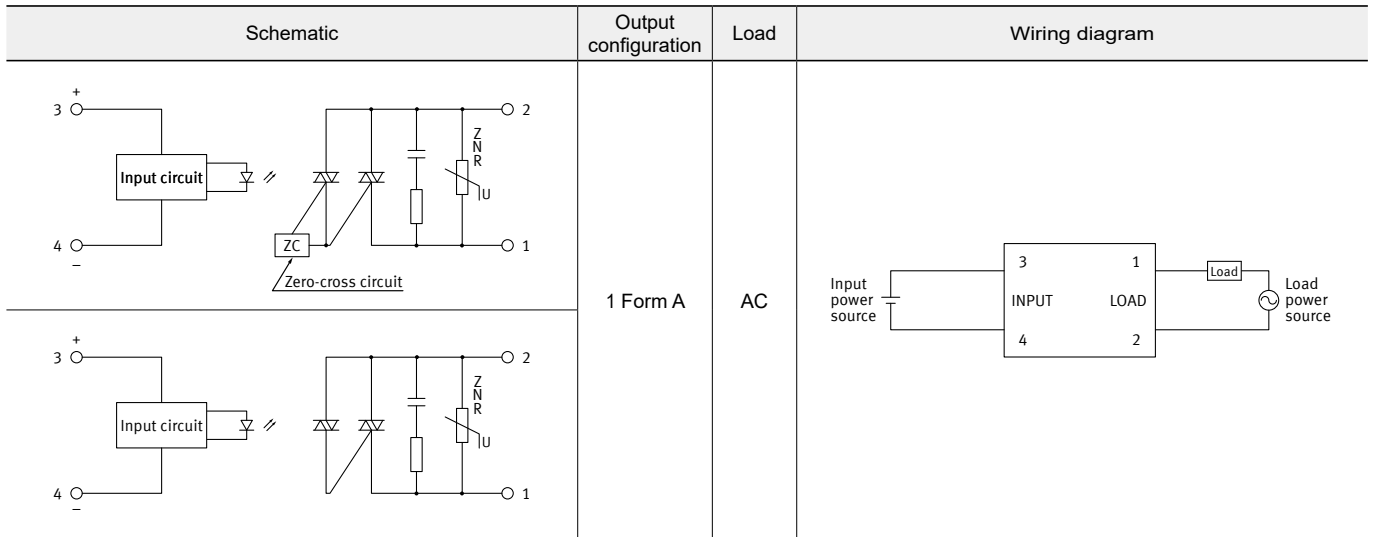 Schematic
Output
configuration
Load
Wiring diagram
+
3
2
Z
N
R
Input circuit
U
4
ZC
1
–
Zero-cross circuit
+
3
2
Z
N
R
Input circuit
U
4
1
–
1 Form A
AC
3 1
Load
Input
power
source
INPUT LOAD
Load
power
source
4 2